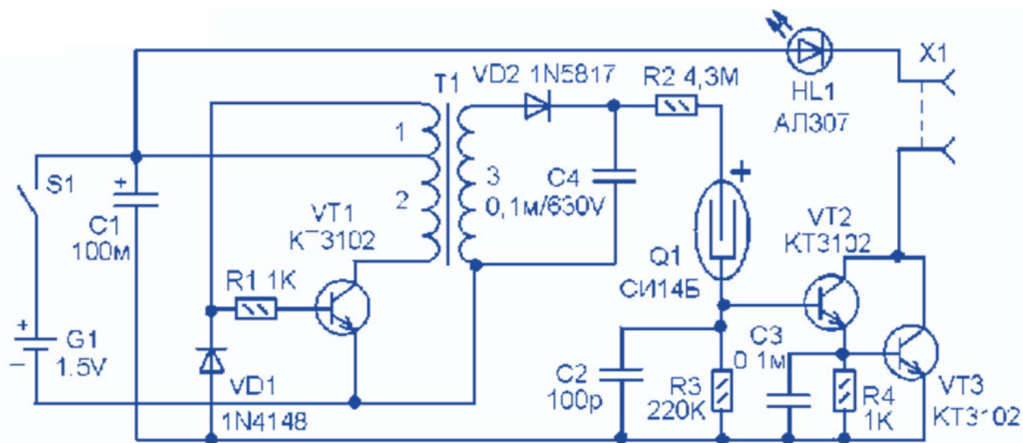 X1
VD2 1N5817
R2 4,3М
T1
HL1
АЛ307
1
S1
+
C1
100м
2
3
C4
0,1м/630V
+
VT1
КТ3102
VT2
КТ3102
R1 1K
Q1
СИ14Б
+
G1
1.5V
–
C3
0 1м
VD1
1N4148
C2
100р
R3
220K
R4
1K
VT3
КТ3102